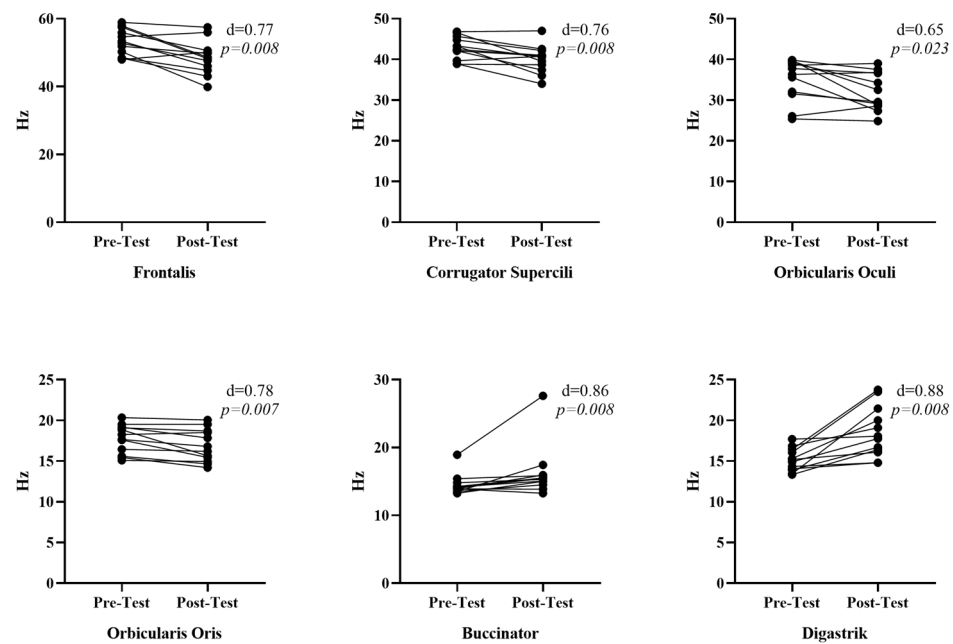 60
40
20
0
Hz
d=0.77
p=0.008
Pre-Test Post-Test
Frontalis
50
40
30
20
10
0
Hz
d=0.76
p=0.008
Pre-Test Post-Test
Corrugator Supercili
50
40
30
20
10
0
Hz
d=0.65
p=0.023
Pre-Test Post-Test
Orbicularis Oculi
25
20
15
10
5
0
Hz
d=0.78
p=0.007
Pre-Test Post-Test
Orbicularis Oris
30
20
10
0
Hz
d=0.86
p=0.008
Pre-Test Post-Test
Buccinator
25
20
15
10
5
0
Hz
d=0.88
p=0.008
Pre-Test Post-Test
Digastrik